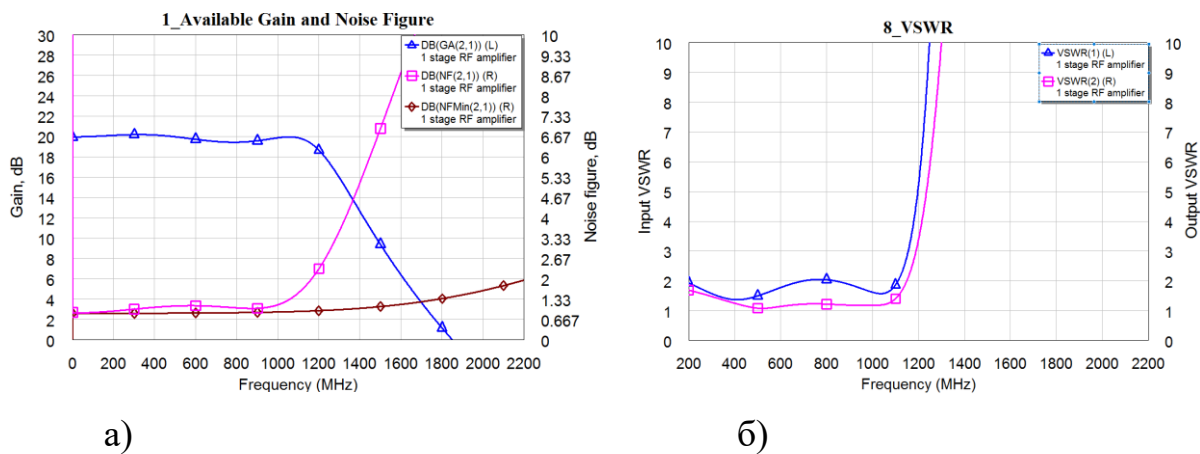 1_Available Gain and Noise Figure
30
28
26
24
22
20
18
16
14
12
10
8
6
4
2
0
Gain, dB
DB(GA(2,1)) (L)
1 stage RF amplifier
DB(NF(2,1)) (R)
1 stage RF amplifier
DB(NFMin(2,1)) (R)
1 stage RF amplifier
10
9.33
8.67
8
7.33
6.67
6
5.33
4.67
4
3.33
2.67
2
1.33
0.667
0
Noise figure, dB
0 200 400 600 800 1000 1200 1400 1600 1800 2000 2200
Frequency (MHz)
а)
8_VSWR
10
9
8
7
6
5
4
3
2
1
0
Input VSWR
VSWR(1) (L)
1 stage RF amplifier
VSWR(2) (R)
1 stage RF amplifier
10
9
8
7
6
5
4
3
2
1
0
Output VSWR
200 400 600 800 1000 1200 1400 1600 1800 2000 2200
Frequency (MHz)
б)